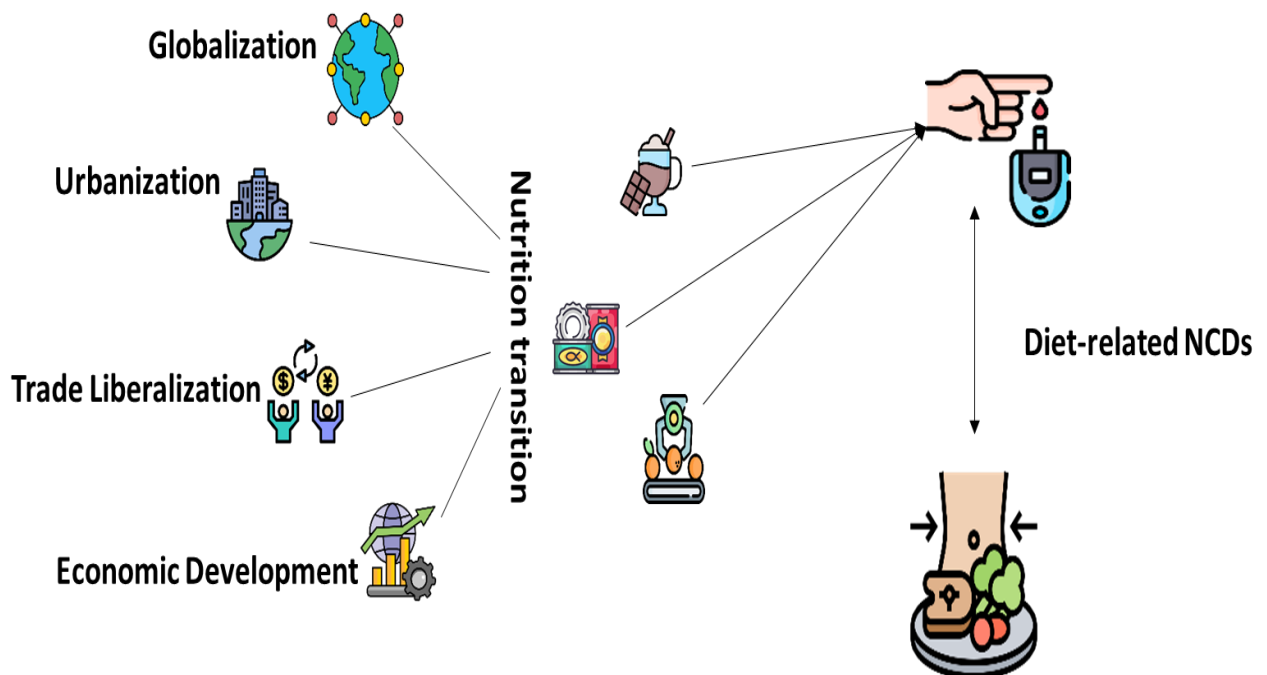 Globalization
Urbanization
Trade Liberalization
Economic Development
Nutrition transition
Diet-related NCDs